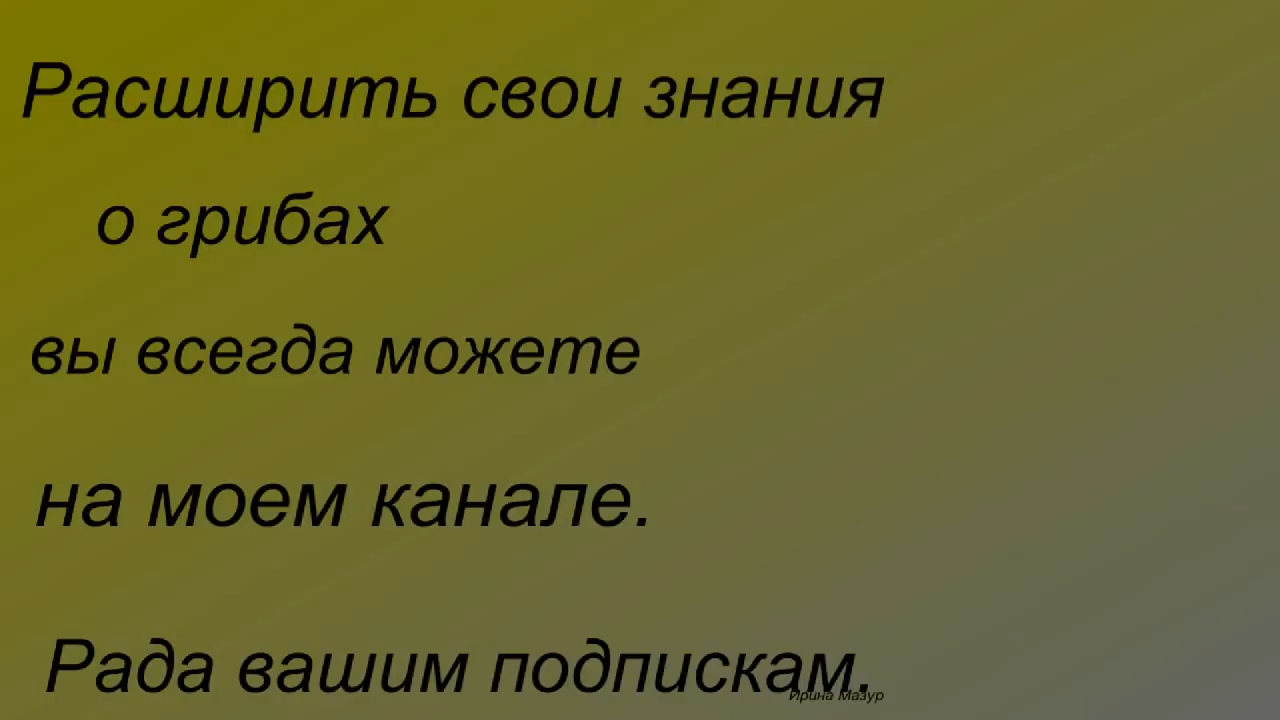 Расширить свои знания
о грибах
вы всегда можете
на моем канале.
Рада вашим подпискам.
Ирина Мазур